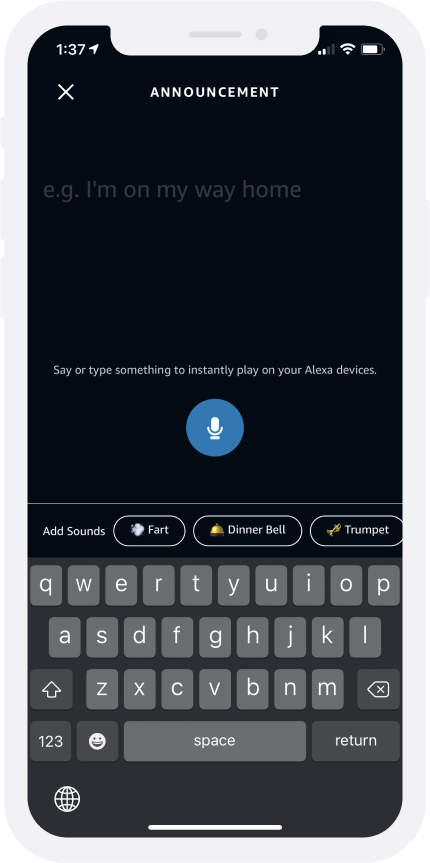 1:37
ANNOUNCEMENT
e.g. I'm on my way home
Say or type something to instantly play on your Alexa devices.
Add Sounds
Fart
Dinner Bell
Trumpet
q w e r t y u i o p
a s d f g h j k l
z x c v b n m
123 space return